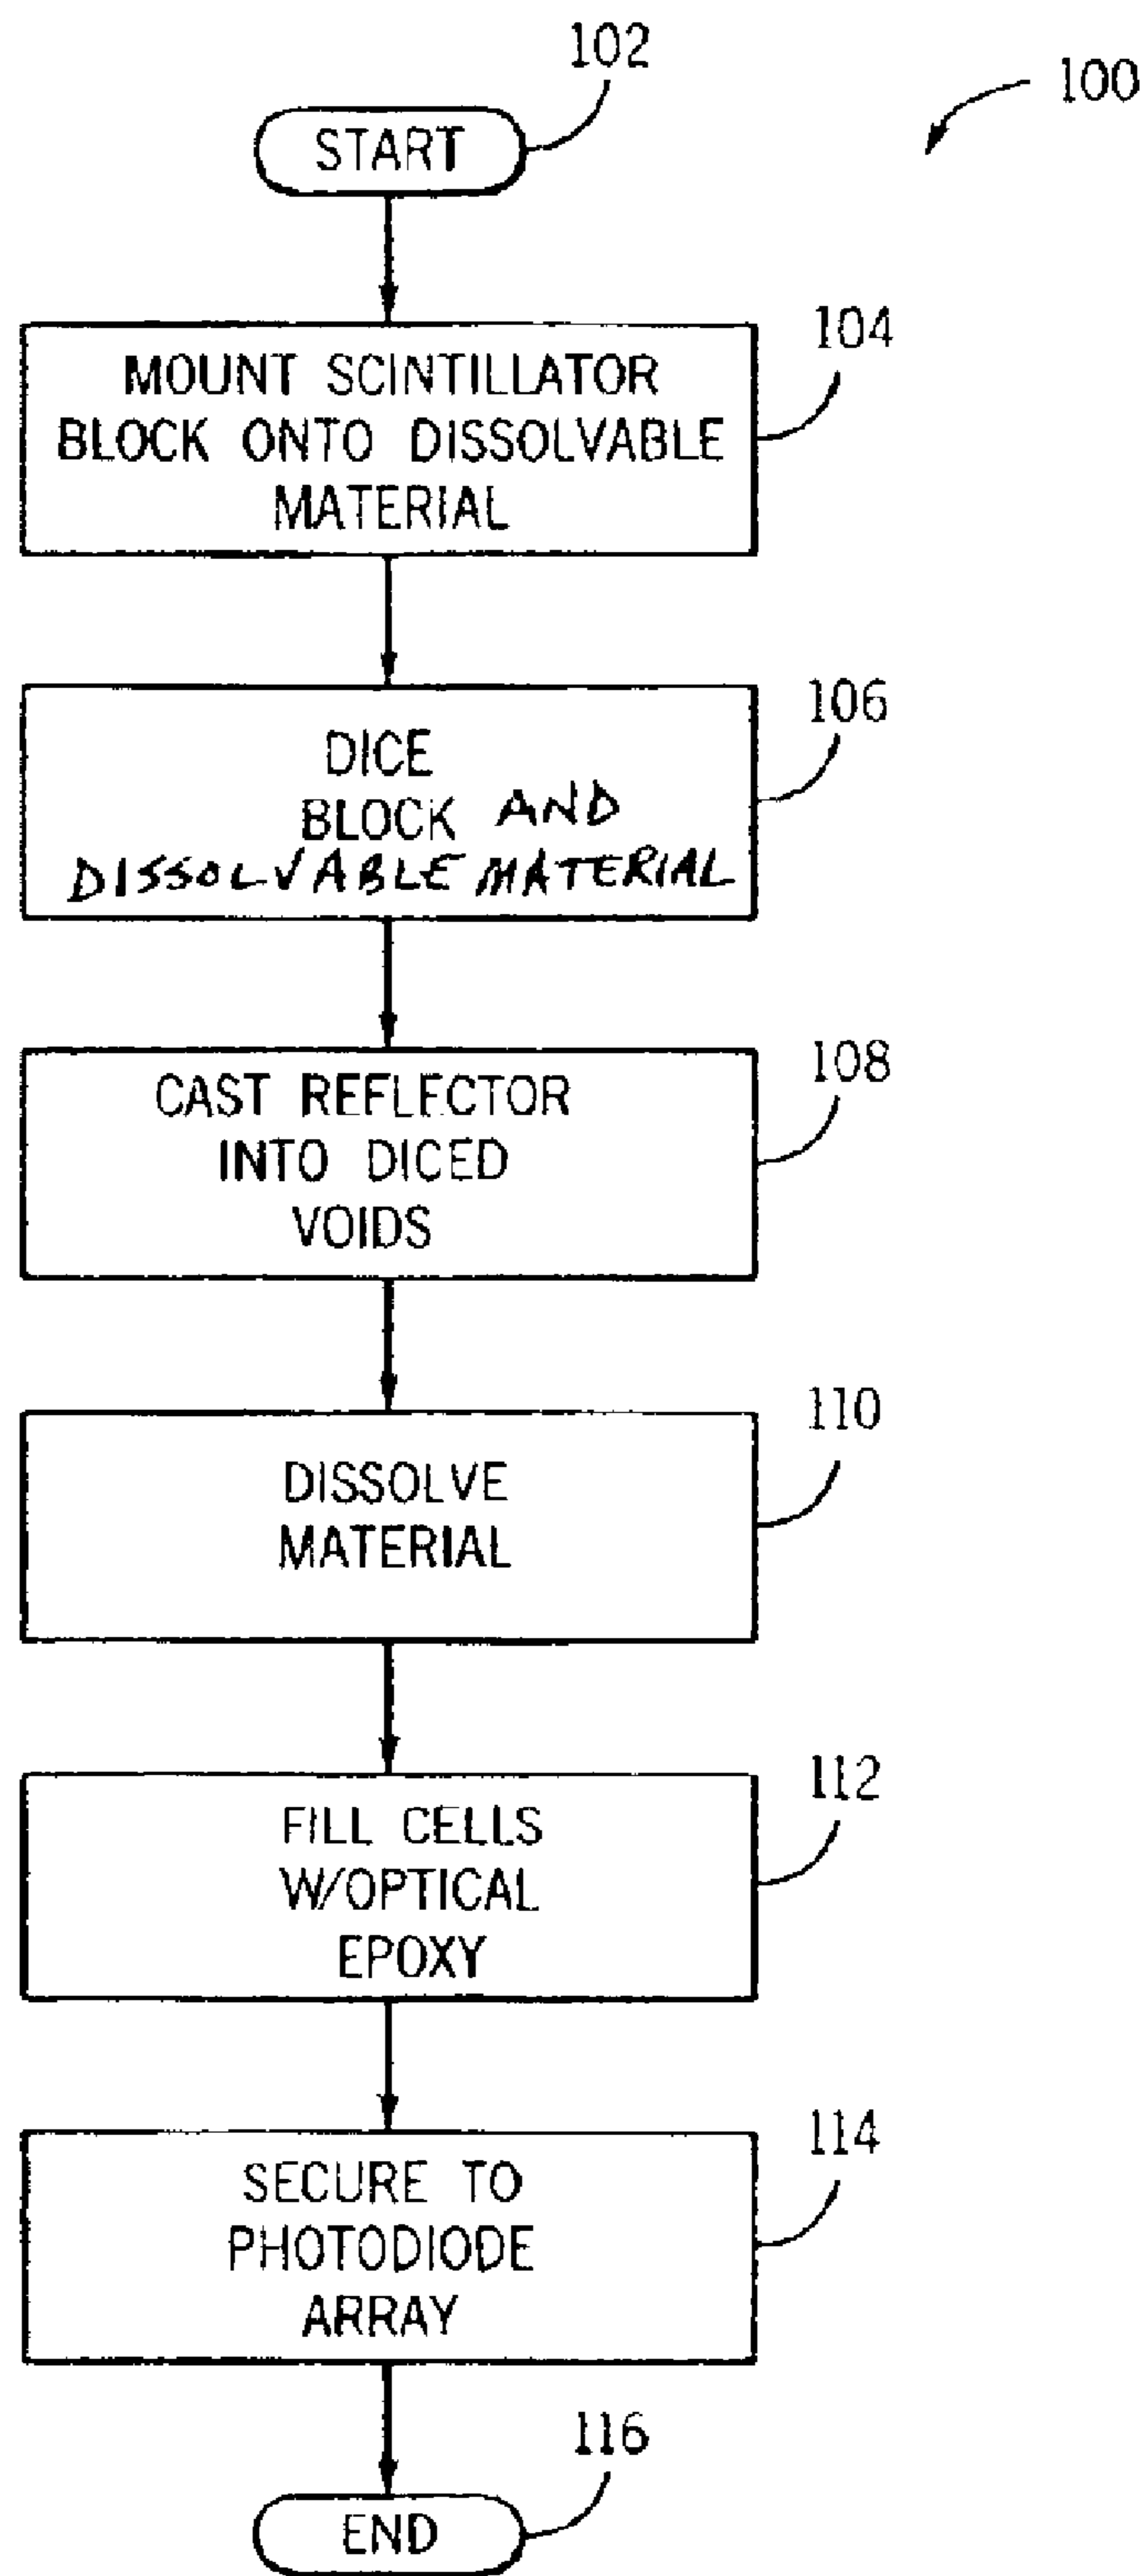 102
100
START
104
MOUNT SCINTILLATOR
BLOCK ONTO DISSOLVABLE
MATERIAL
106
DICE
BLOCK AND
DISSOLVABLE MATERIAL
108
CAST REFLECTOR
INTO DICED
VOIDS
110
DISSOLVE
MATERIAL
112
FILL CELLS
W/OPTICAL
EPOXY
114
SECURE TO
PHOTODIODE
ARRAY
116
END